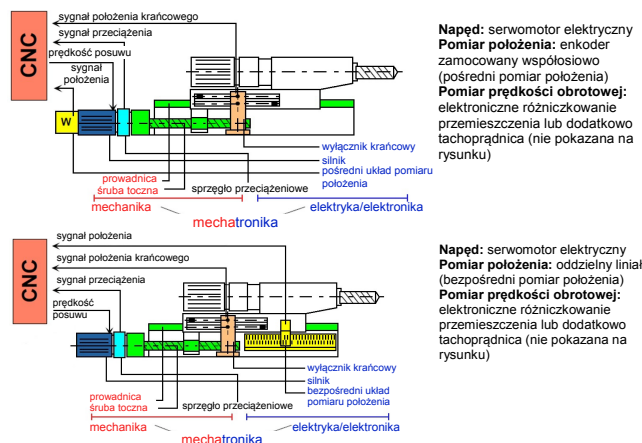 sygnał położenia krańcowego
sygnał przeciążenia
prędkość posuwu
sygnał
położenia
CNC
W
wyłącznik krańcowy
silnik
pośredni układ pomiaru
położenia
prowadnica
śruba toczna
sprzęgło przeciążeniowe
mechanika
mechatronika
elektryka/elektronika
Napęd: serwomotor elektryczny
Pomiar położenia: enkoder
zamocowany współosiowo
(pośredni pomiar położenia)
Pomiar prędkości obrotowej:
elektroniczne różniczkowanie
przemieszczenia lub dodatkowo
tachoprądnica (nie pokazana na
rysunku)
sygnał położenia
sygnał położenia krańcowego
sygnał przeciążenia
prędkość
posuwu
CNC
wyłącznik krańcowy
silnik
bezpośredni układ
pomiaru położenia
prowadnica
śruba toczna
sprzęgło przeciążeniowe
mechanika
mechatronika
elektryka/elektronika
Napęd: serwomotor elektryczny
Pomiar położenia: oddzielny liniał
(bezpośredni pomiar położenia)
Pomiar prędkości obrotowej:
elektroniczne różniczkowanie
przemieszczenia lub dodatkowo
tachoprądnica (nie pokazana na
rysunku)